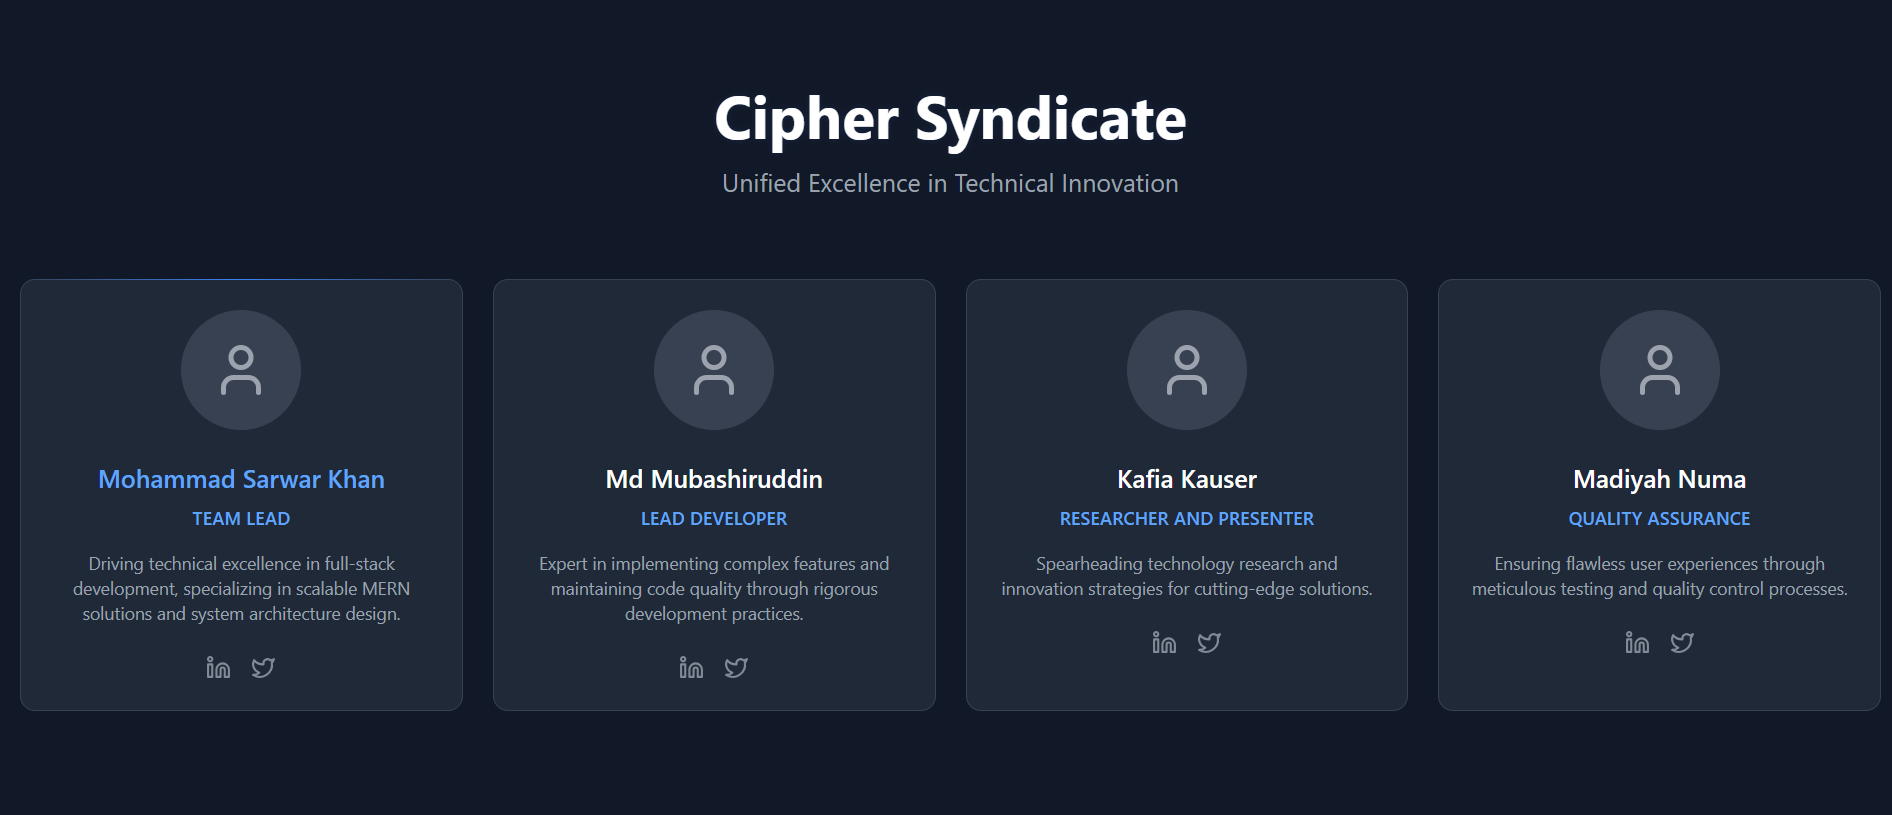 Cipher Syndicate
Unified Excellence in Technical Innovation
Mohammad Sarwar Khan
TEAM LEAD
Driving technical excellence in full-stack
development, specializing in scalable MERN
solutions and system architecture design.
Md Mubashiruddin
LEAD DEVELOPER
Expert in implementing complex features and
maintaining code quality through rigorous
development practices.
Kafia Kauser
RESEARCHER AND PRESENTER
Spearheading technology research and
innovation strategies for cutting-edge solutions.
Madiyah Numa
QUALITY ASSURANCE
Ensuring flawless user experiences through
meticulous testing and quality control processes.